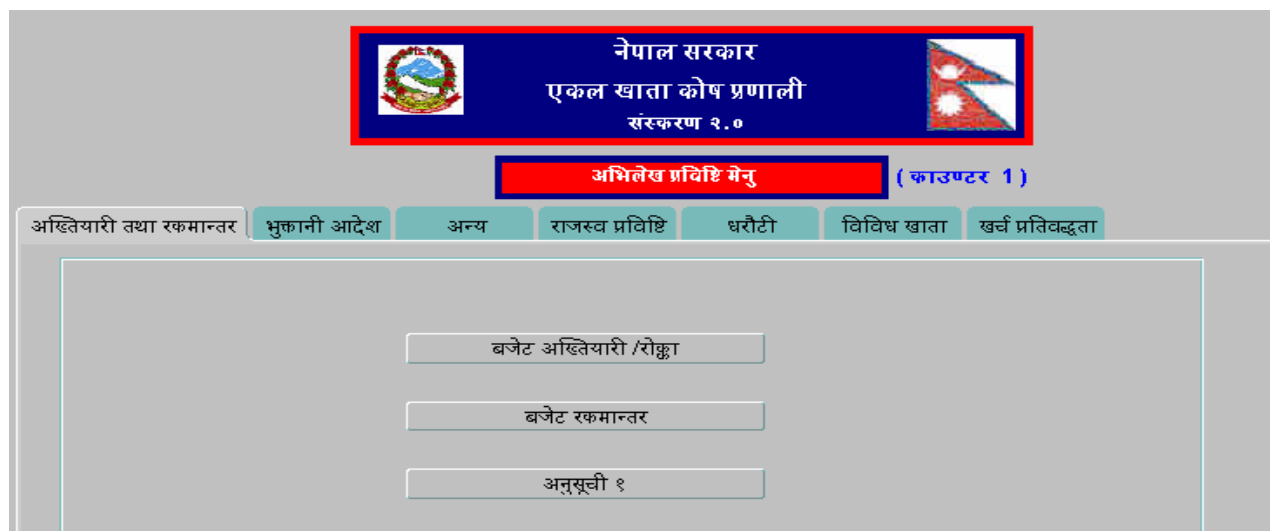 नेपाल सरकार
एकल खाता कोष प्रणाली
संस्करण २.०
अभिलेख प्रविष्टि मेनु
( काउण्टर 1 )
अख्तियारी तथा रकमान्तर
भुक्तानी आदेश
अन्य
राजस्व प्रविष्टि
धरौटी
विविध खाता
खर्च प्रतिवद्धता
बजेट अख्तियारी /रोक्का
बजेट रकमान्तर
अनुसूची १